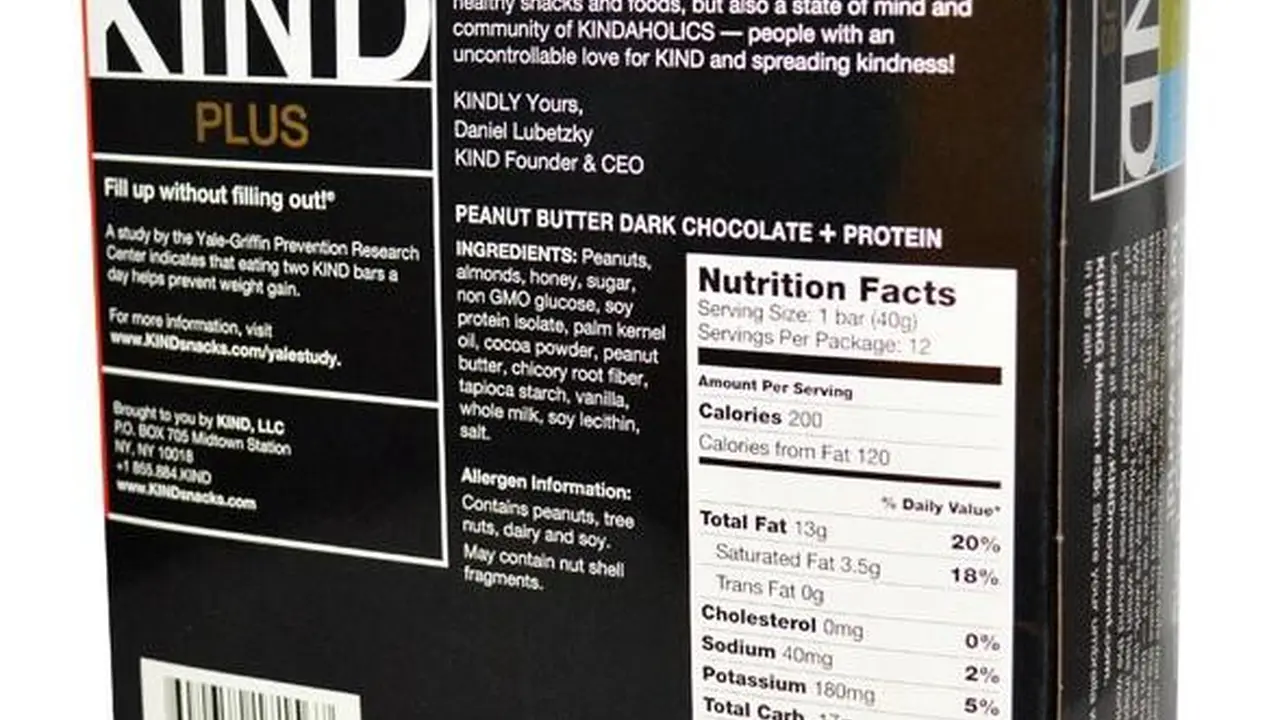 KIND
PLUS
Fill up without filling out!®
A study by the Yale-Griffin Prevention Research
Center indicates that eating two KIND bars a
day helps prevent weight gain.
For more information, visit
www.KINDsnacks.com/yalestudy.
Brought to you by KIND, LLC
P.O. BOX 705 Midtown Station
NY, NY 10018
+1 855.884.KIND
www.KINDsnacks.com
healthy snacks and foods, but also a state of mind and
community of KINDAHOLICS — people with an
uncontrollable love for KIND and spreading kindness!
KINDLY Yours,
Daniel Lubetzky
KIND Founder & CEO
PEANUT BUTTER DARK CHOCOLATE + PROTEIN
INGREDIENTS: Peanuts,
almonds, honey, sugar,
non GMO glucose, soy
protein isolate, palm kernel
oil, cocoa powder, peanut
butter, chicory root fiber,
tapioca starch, vanilla,
whole milk, soy lecithin,
salt.
Allergen Information:
Contains peanuts, tree
nuts, dairy and soy.
May contain nut shell
fragments.
Nutrition Facts
Serving Size: 1 bar (40g)
Servings Per Package: 12
Amount Per Serving
Calories 200
Calories from Fat 120
% Daily Value*
Total Fat 13g 20%
Saturated Fat 3.5g 18%
Trans Fat 0g
Cholesterol 0mg 0%
Sodium 40mg 2%
Potassium 180mg 5%
Total Carb.
KIND
KINDING Mission #35: Share your
in the rain.